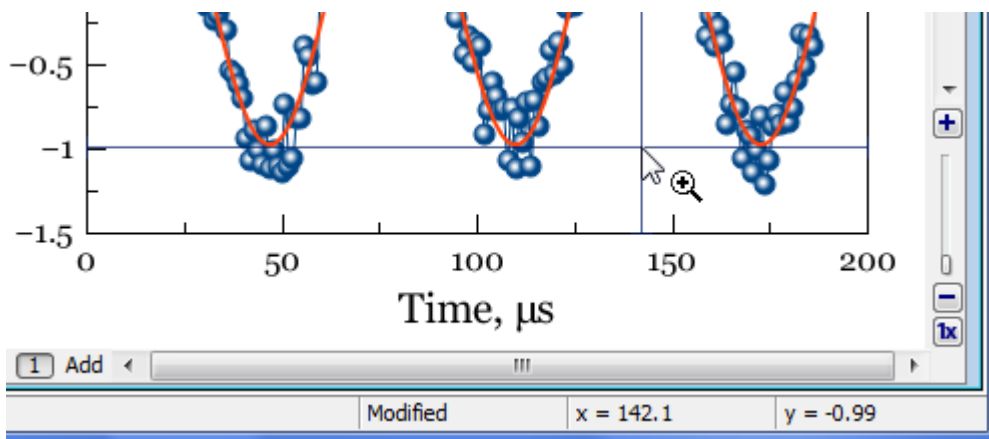 −0.5
−1
−1.5
0 50 100 150 200
Time, µs
+
−
1x
1 Add
Modified x = 142.1 y = -0.99